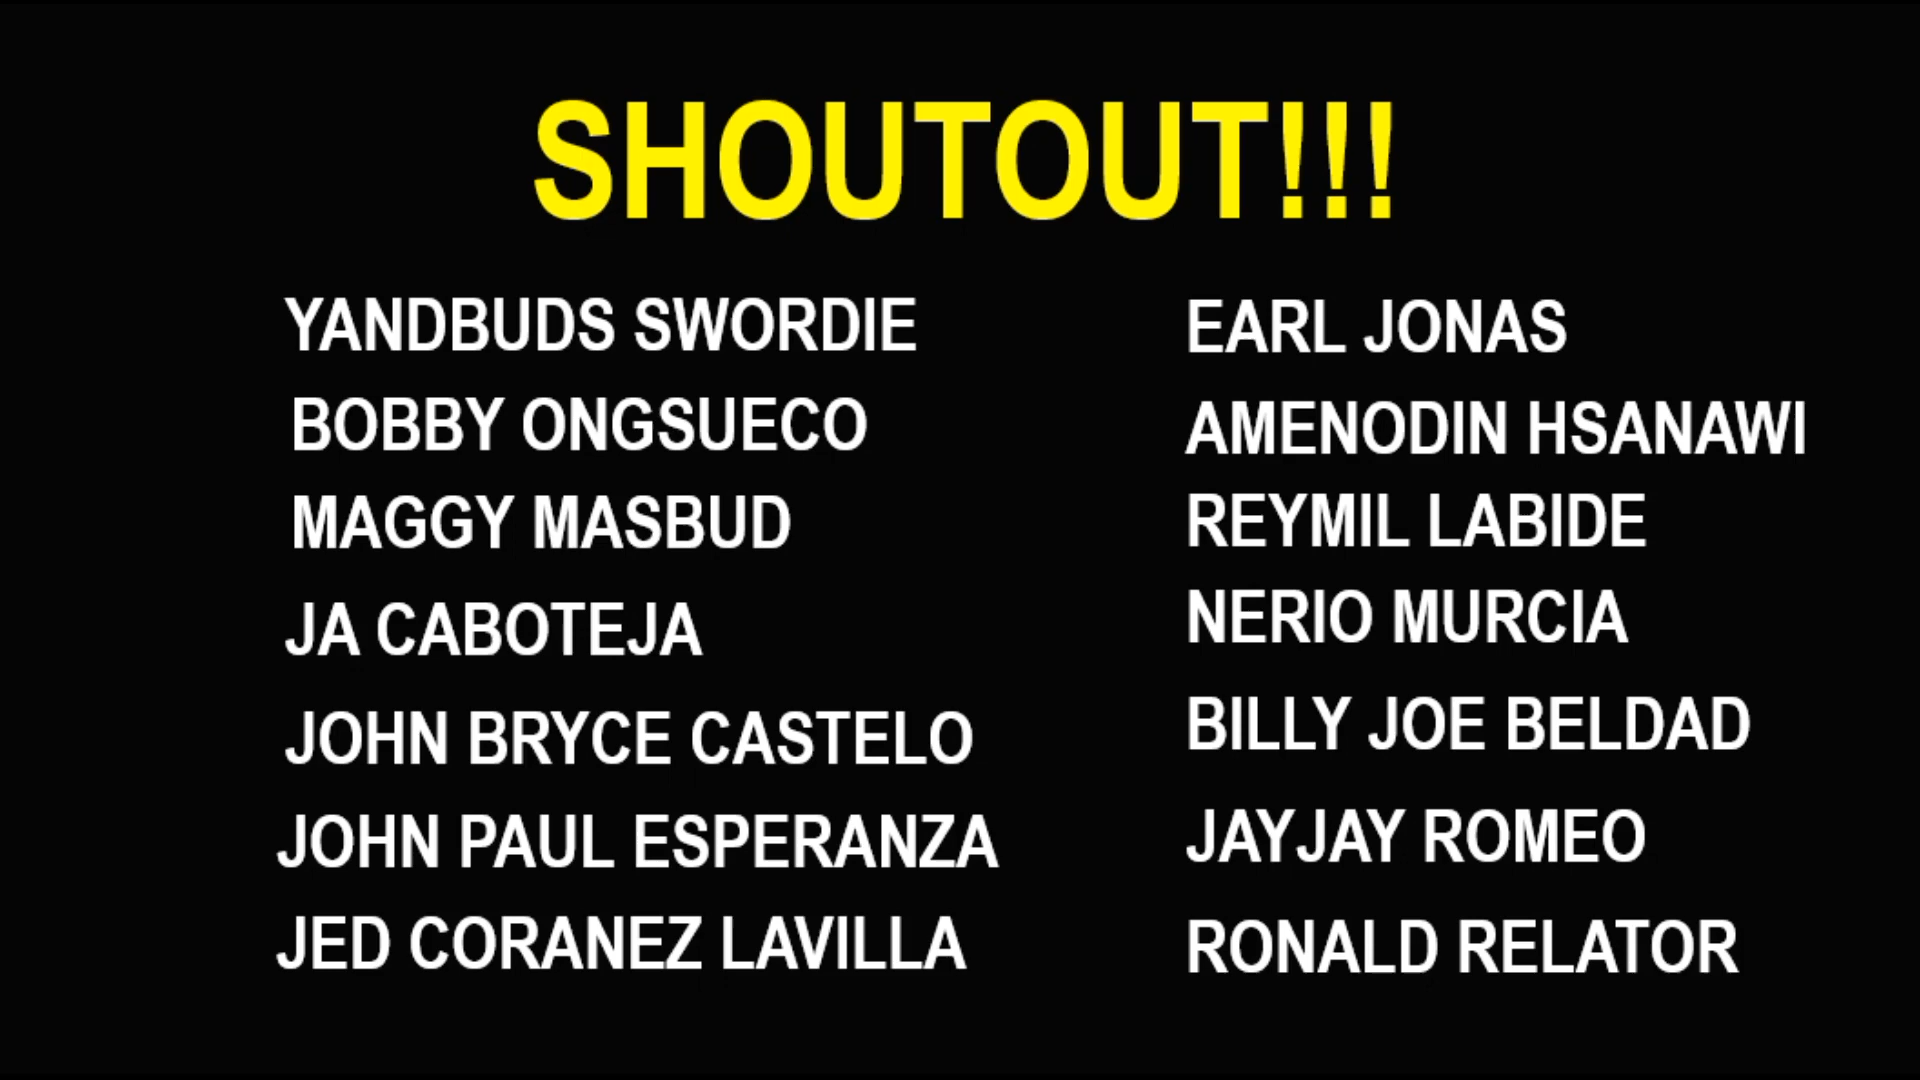 SHOUTOUT!!!
YANDBUDS SWORDIE
BOBBY ONGSUECO
MAGGY MASBUD
JA CABOTEJA
JOHN BRYCE CASTELO
JOHN PAUL ESPERANZA
JED CORANEZ LAVILLA
EARL JONAS
AMENODIN HSANAWI
REYMIL LABIDE
NERIO MURCIA
BILLY JOE BELDAD
JAYJAY ROMEO
RONALD RELATOR